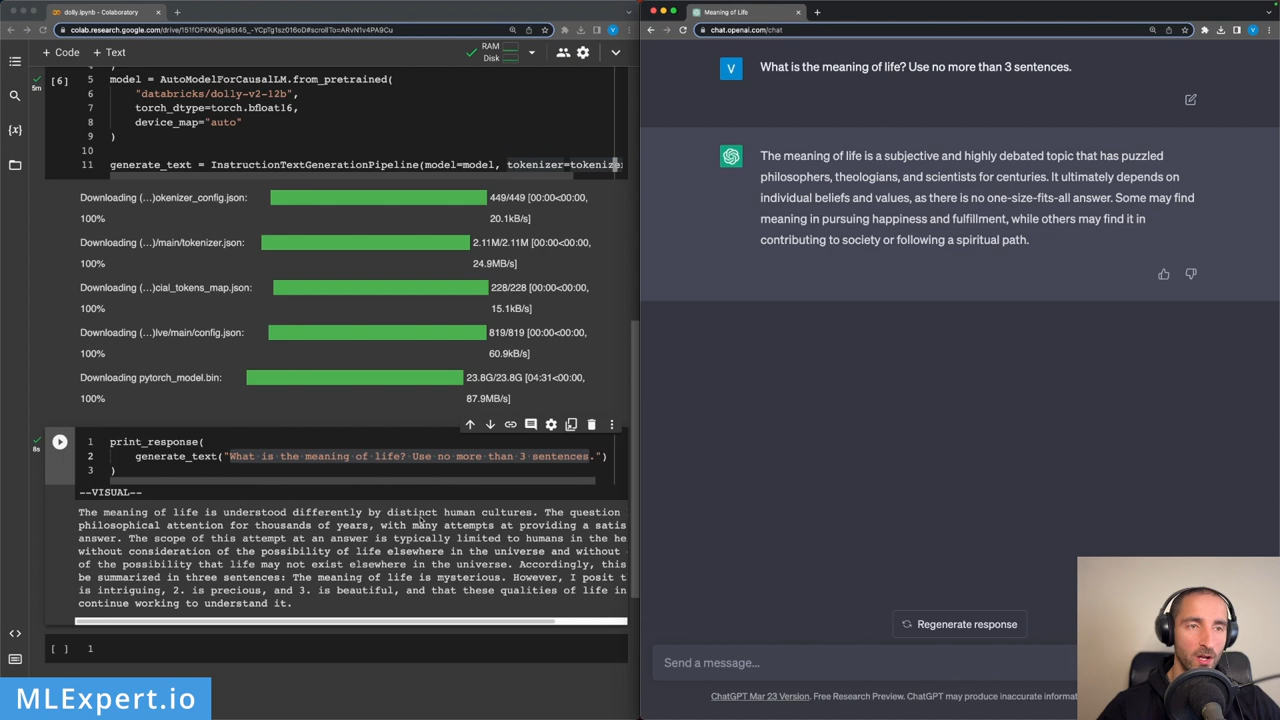 dolly.ipynb - Colaboratory
colab.research.google.com/drive/151fOFKKKjglis5t45_-YCpTg1sz016oD#scrollTo=ARvN1v4PA9Cu
+ Code + Text
RAM
Disk
[6]
5m
5 model = AutoModelForCausalLM.from_pretrained(
6 "databricks/dolly-v2-12b",
7 torch_dtype=torch.bfloat16,
8 device_map="auto"
9 )
10
11 generate_text = InstructionTextGenerationPipeline(model=model, tokenizer=tokenize
Downloading (…)okenizer_config.json: 449/449 [00:00<00:00,
100% 20.1kB/s]
Downloading (…)/main/tokenizer.json: 2.11M/2.11M [00:00<00:00,
100% 24.9MB/s]
Downloading (…)cial_tokens_map.json: 228/228 [00:00<00:00,
100% 15.1kB/s]
Downloading (…)lve/main/config.json: 819/819 [00:00<00:00,
100% 60.9kB/s]
Downloading pytorch_model.bin: 23.8G/23.8G [04:31<00:00,
100% 87.9MB/s]
8s
1 print_response(
2 generate_text("What is the meaning of life? Use no more than 3 sentences.")
3 )
--VISUAL--
The meaning of life is understood differently by distinct human cultures. The question
philosophical attention for thousands of years, with many attempts at providing a satis
answer. The scope of this attempt at an answer is typically limited to humans in the he
without consideration of the possibility of life elsewhere in the universe and without
of the possibility that life may not exist elsewhere in the universe. Accordingly, this
be summarized in three sentences: The meaning of life is mysterious. However, I posit t
is intriguing, 2. is precious, and 3. is beautiful, and that these qualities of life in
continue working to understand it.
[ ] 1
MLExpert.io
Meaning of Life
chat.openai.com/chat
V
What is the meaning of life? Use no more than 3 sentences.
The meaning of life is a subjective and highly debated topic that has puzzled
philosophers, theologians, and scientists for centuries. It ultimately depends on
individual beliefs and values, as there is no one-size-fits-all answer. Some may find
meaning in pursuing happiness and fulfillment, while others may find it in
contributing to society or following a spiritual path.
Regenerate response
Send a message...
ChatGPT Mar 23 Version. Free Research Preview. ChatGPT may produce inaccurate informat